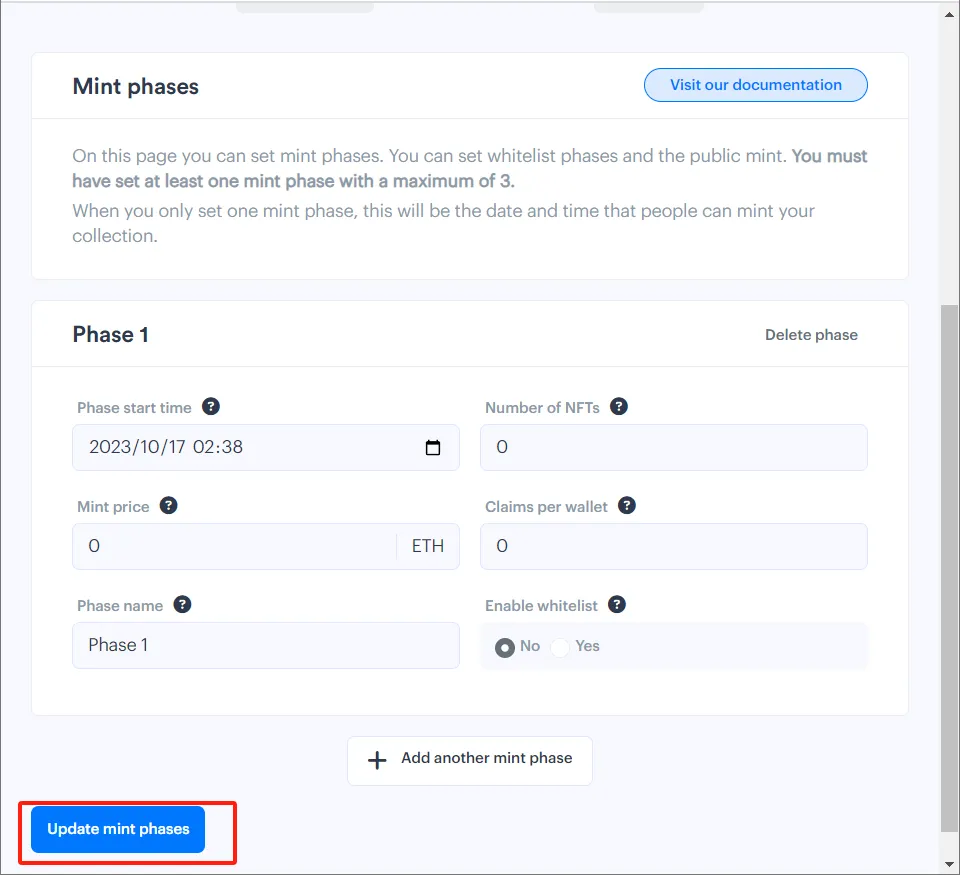 Mint phases
Visit our documentation
On this page you can set mint phases. You can set whitelist phases and the public mint. You must
have set at least one mint phase with a maximum of 3.
When you only set one mint phase, this will be the date and time that people can mint your
collection.
Phase 1
Delete phase
Phase start time ?
Number of NFTs ?
2023/10/17 02:38
0
Mint price ?
Claims per wallet ?
0 ETH
0
Phase name ?
Enable whitelist ?
Phase 1
No Yes
+ Add another mint phase
Update mint phases